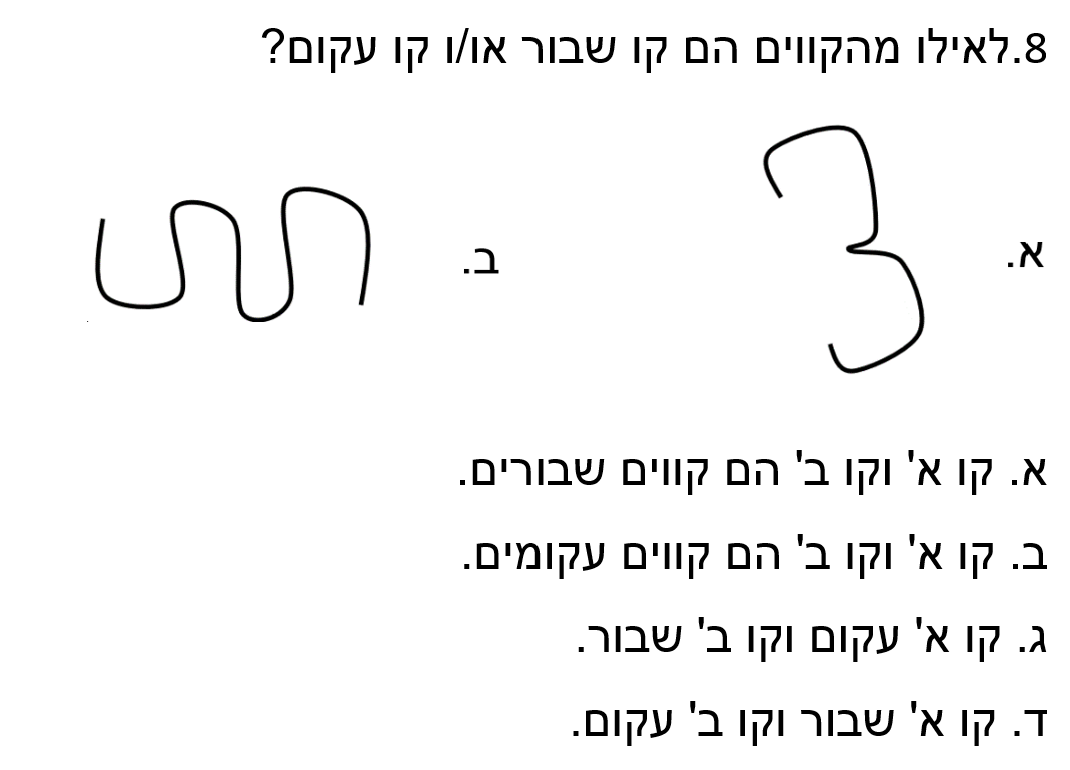 8.לאילו מהקווים הם קו שבור או/ו קו עקום?
א.
ב.
א. קו א' וקו ב' הם קווים שבורים.
ב. קו א' וקו ב' הם קווים עקומים.
ג. קו א' עקום וקו ב' שבור.
ד. קו א' שבור וקו ב' עקום.